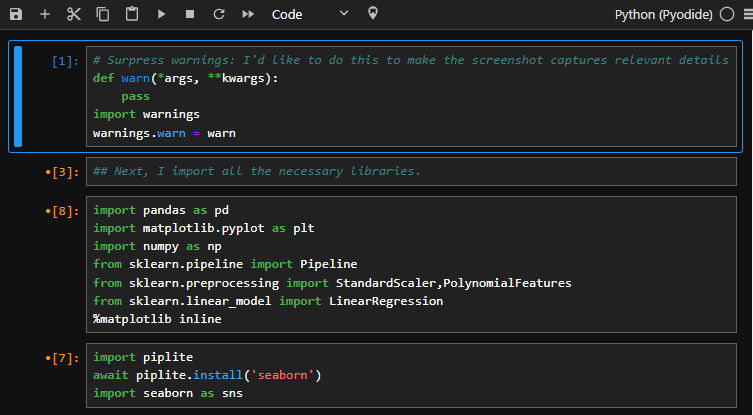 Code
Python (Pyodide)
[1]:
# Surpress warnings: I'd like to do this to make the screenshot captures relevant details
def warn(*args, **kwargs):
    pass
import warnings
warnings.warn = warn
•[3]:
## Next, I import all the necessary libraries.
•[8]:
import pandas as pd
import matplotlib.pyplot as plt
import numpy as np
from sklearn.pipeline import Pipeline
from sklearn.preprocessing import StandardScaler,PolynomialFeatures
from sklearn.linear_model import LinearRegression
%matplotlib inline
•[7]:
import piplite
await piplite.install('seaborn')
import seaborn as sns